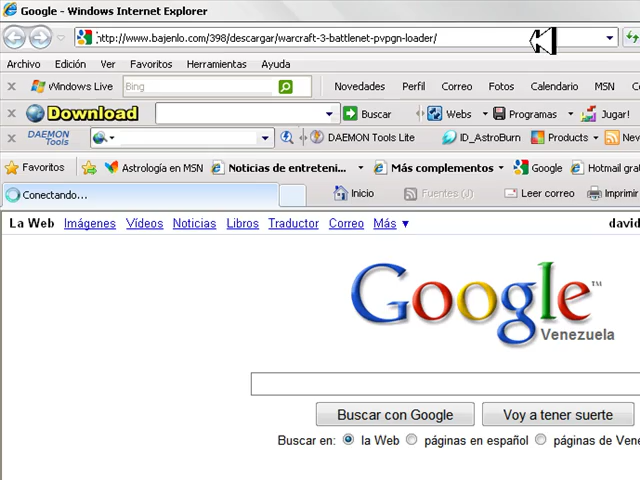 Google - Windows Internet Explorer
http://www.bajenlo.com/398/descargar/warcraft-3-battlenet-pvpgn-loader/
Archivo Edición Ver Favoritos Herramientas Ayuda
Windows Live Bing Novedades Perfil Correo Fotos Calendario MSN
Download Buscar Webs Programas Jugar!
DAEMON Tools DAEMON Tools Lite ID_AstroBurn Products
Favoritos Astrología en MSN Noticias de entreteni... Más complementos Google Hotmail
Conectando... Inicio Fuentes (J) Leer correo Imprimir
La Web Imágenes Vídeos Noticias Libros Traductor Correo Más ▼ david
Google™
Venezuela
Buscar con Google Voy a tener suerte
Buscar en: la Web páginas en español páginas de